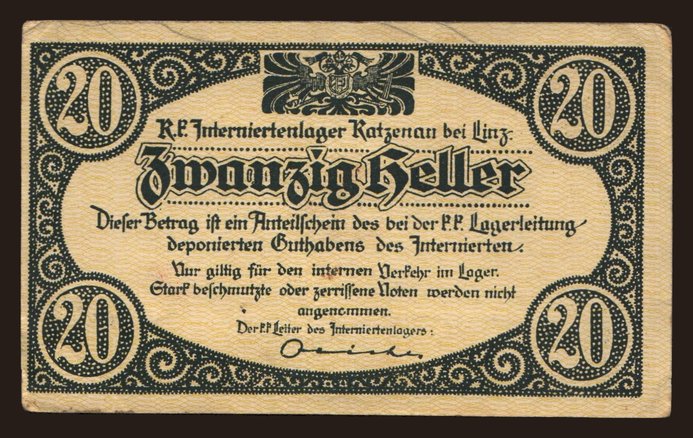 20 20
K.k. Interniertenlager Katzenau bei Linz.
Zwanzig Heller
Dieser Betrag ist ein Anteilschein des bei der k.k. Lagerleitung
deponierten Guthabens des Internierten.
Nur giltig für den internen Verkehr im Lager.
Stark beschmutzte oder zerrissene Noten werden nicht
angenommen.
Der k.k. Leiter des Interniertenlagers:
20 20